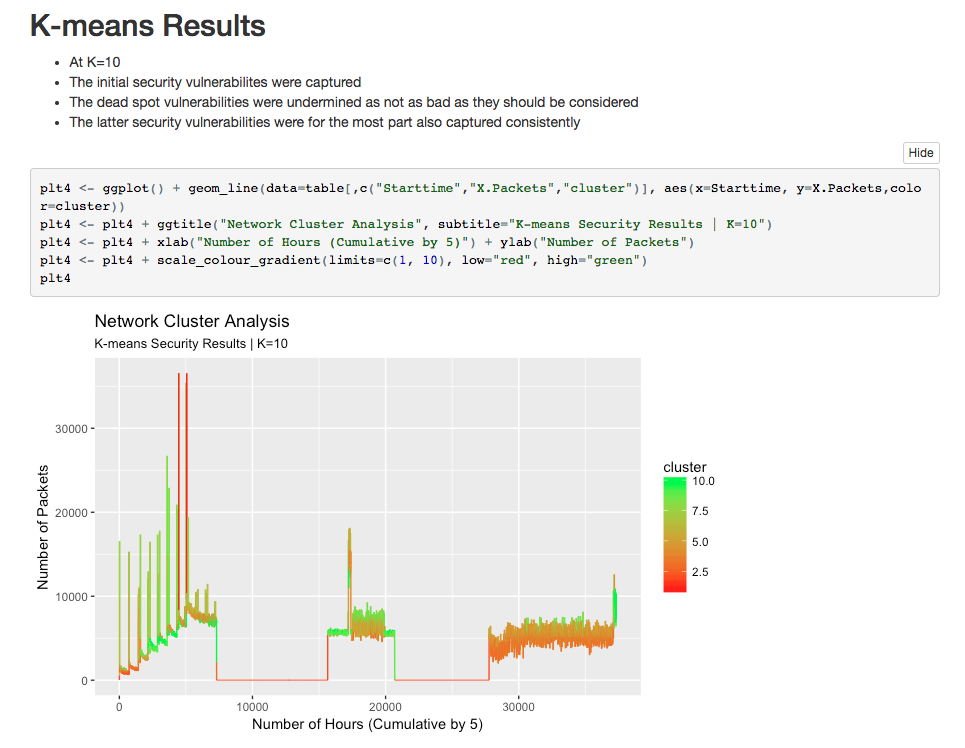 K-means Results
At K=10
The initial security vulnerabilites were captured
The dead spot vulnerabilities were undermined as not as bad as they should be considered
The latter security vulnerabilities were for the most part also captured consistently
Hide
plt4 <- ggplot() + geom_line(data=table[,c("Starttime","X.Packets","cluster")], aes(x=Starttime, y=X.Packets,colo
r=cluster))
plt4 <- plt4 + ggtitle("Network Cluster Analysis", subtitle="K-means Security Results | K=10")
plt4 <- plt4 + xlab("Number of Hours (Cumulative by 5)") + ylab("Number of Packets")
plt4 <- plt4 + scale_colour_gradient(limits=c(1, 10), low="red", high="green")
plt4
Network Cluster Analysis
K-means Security Results | K=10
Number of Packets
30000
20000
10000
0
0 10000 20000 30000
Number of Hours (Cumulative by 5)
cluster
10.0
7.5
5.0
2.5